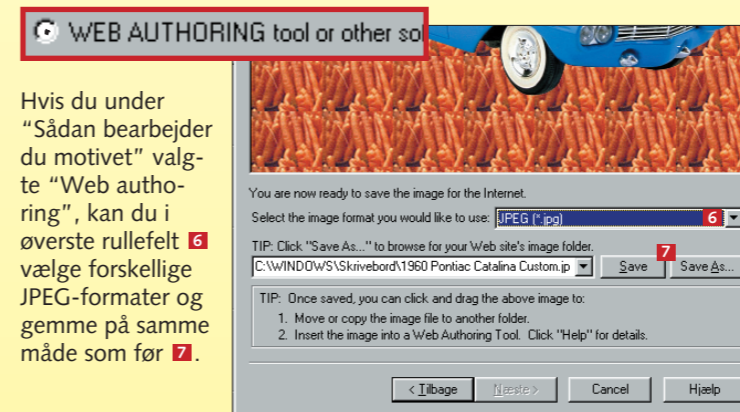 WEB AUTHORING tool or other sol
Hvis du under
“Sådan bearbejder
du motivet” valg-
te “Web autho-
ring”, kan du i
øverste rullefelt 6
vælge forskellige
JPEG-formater og
gemme på samme
måde som før 7.
You are now ready to save the image for the Internet.
Select the image format you would like to use: JPEG (*.jpg) 6
TIP: Click "Save As..." to browse for your Web site's image folder.
7
C:\WINDOWS\Skrivebord\1960 Pontiac Catalina Custom.jp Save Save As...
TIP: Once saved, you can click and drag the above image to:
1. Move or copy the image file to another folder.
2. Insert the image into a Web Authoring Tool. Click "Help" for details.
< Tilbage Næste > Cancel Hjælp